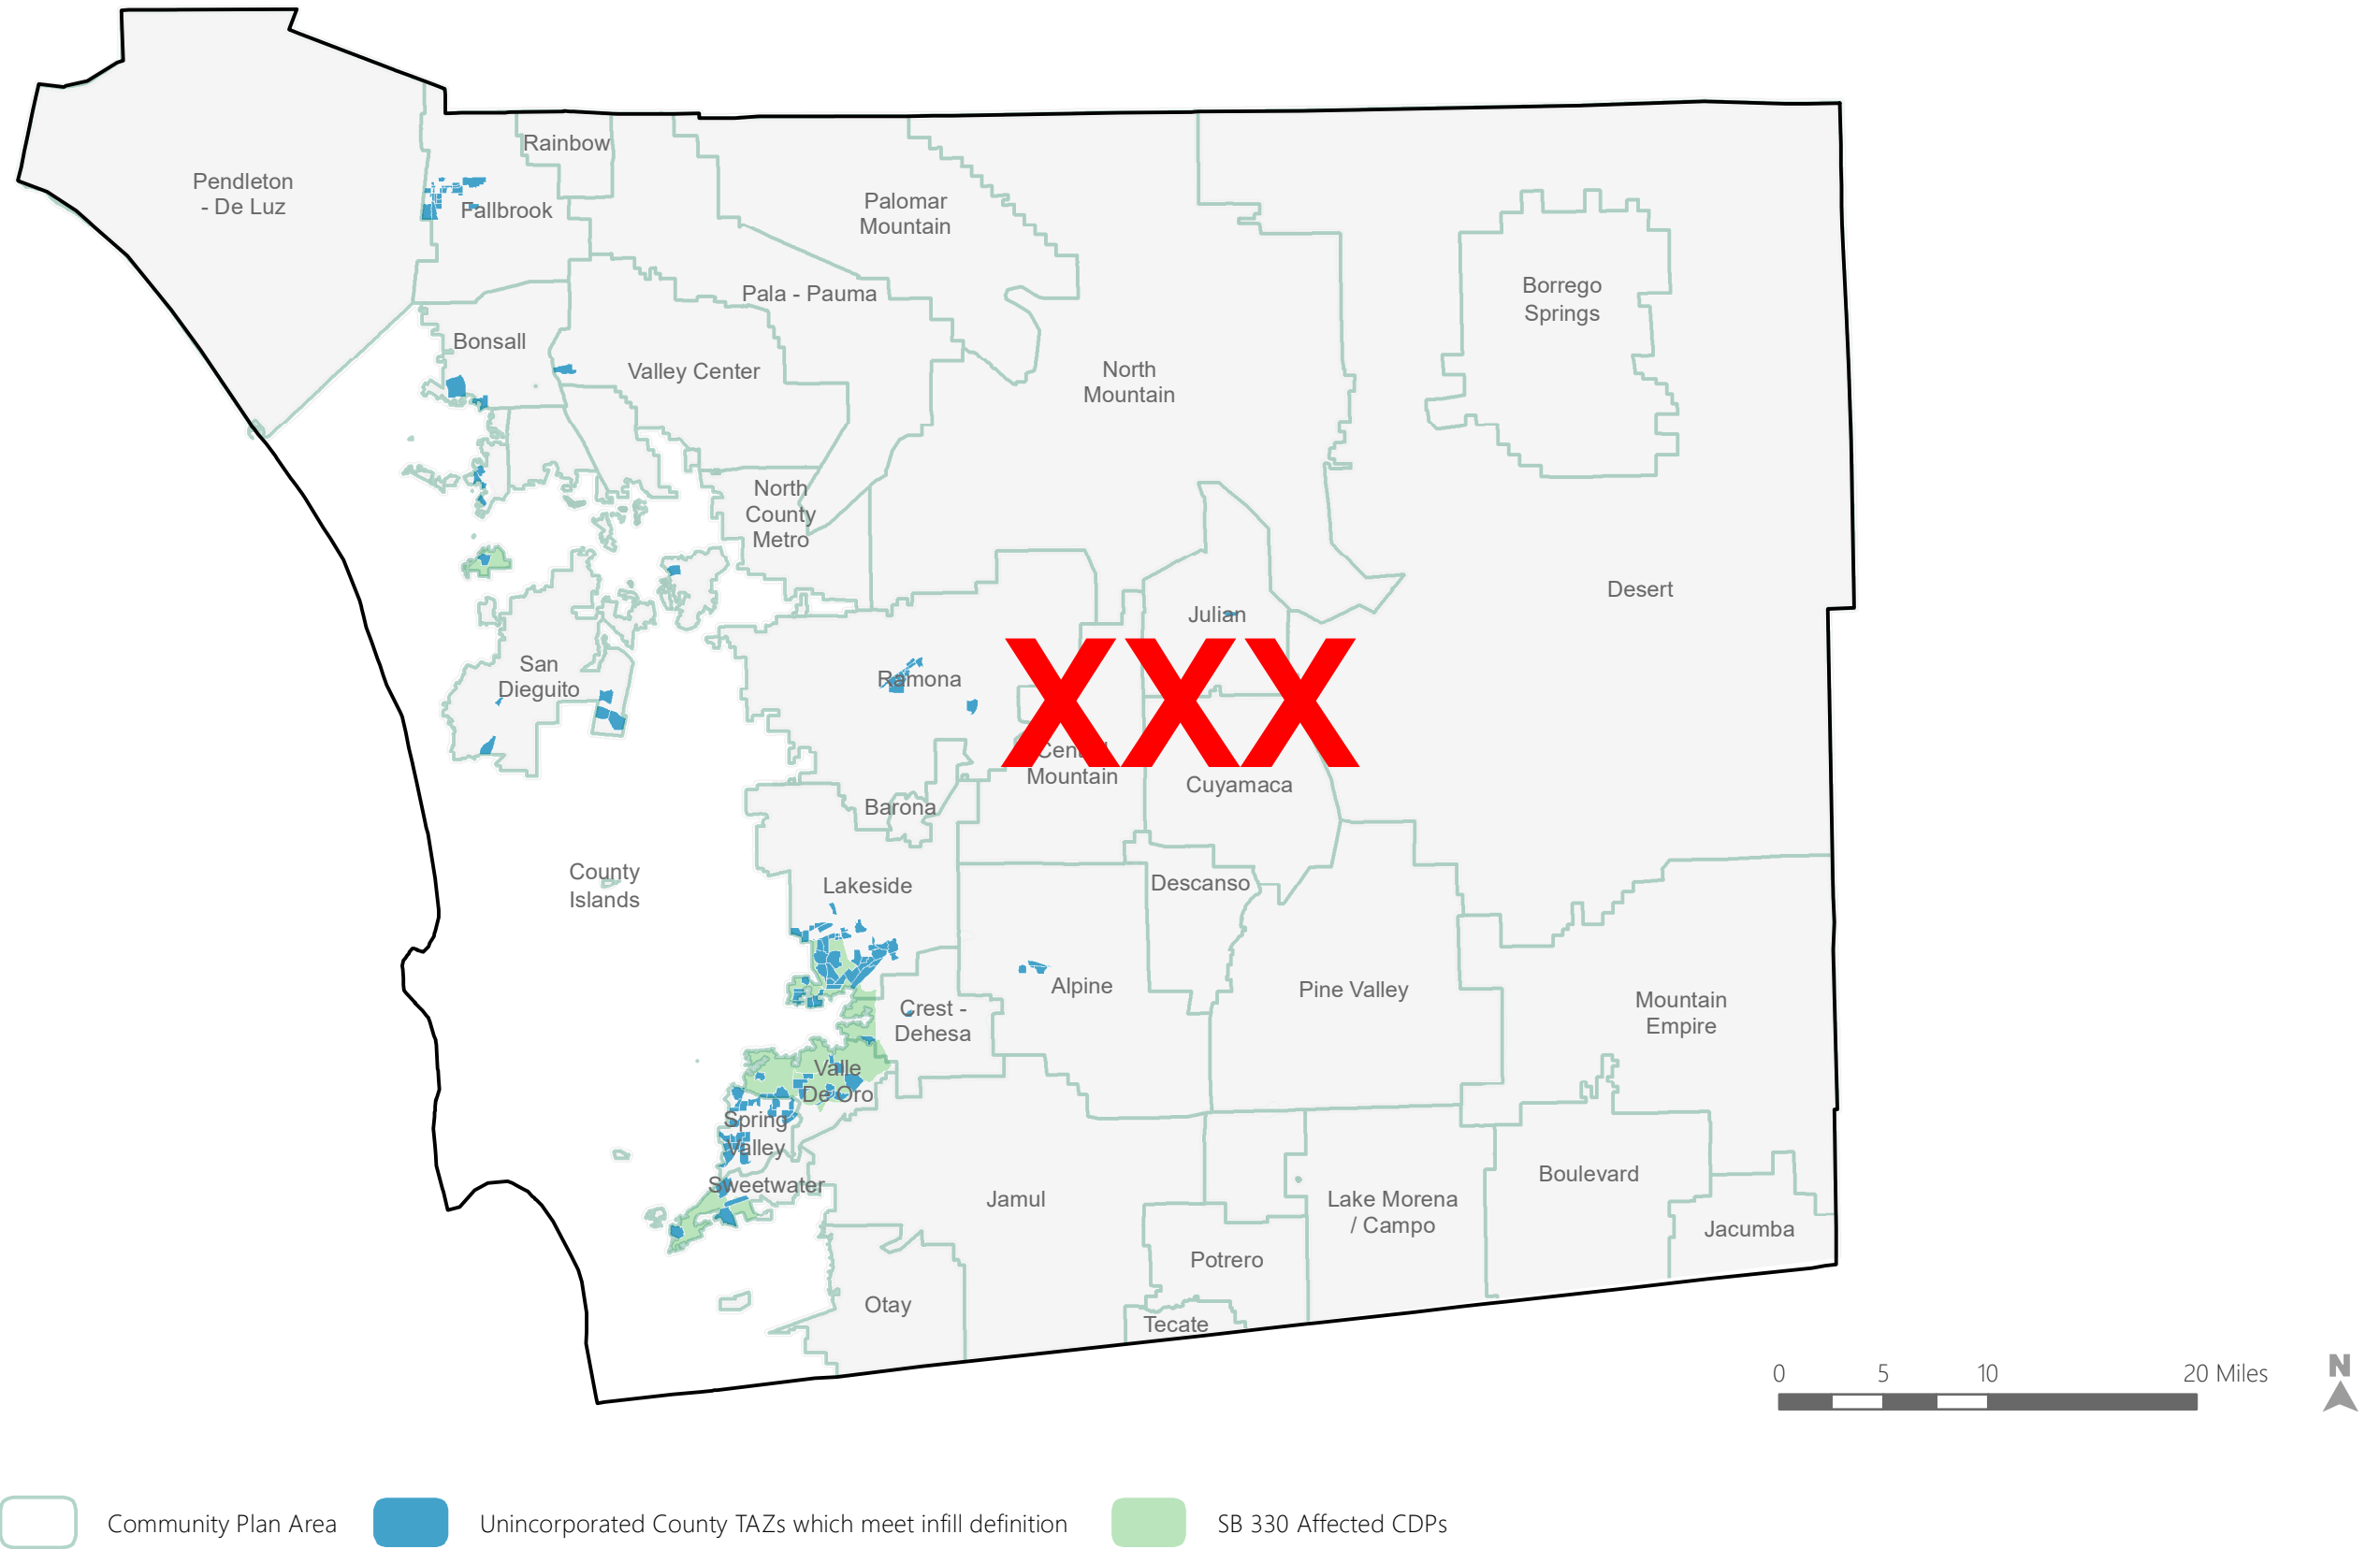 Rainbow
Pendleton
- De Luz
Fallbrook
Palomar
Mountain
Pala - Pauma
Borrego
Springs
Bonsall
Valley Center
North
Mountain
North
County
Metro
Desert
Julian
San
Dieguito
Ramona
XXX
Central
Mountain
Cuyamaca
Barona
County
Islands
Lakeside
Descanso
Alpine
Pine Valley
Crest -
Dehesa
Mountain
Empire
Valle
De Oro
Spring
Valley
Sweetwater
Jamul
Lake Morena
/ Campo
Boulevard
Jacumba
Potrero
Otay
Tecate
0 5 10 20 Miles
N
Community Plan Area
Unincorporated County TAZs which meet infill definition
SB 330 Affected CDPs